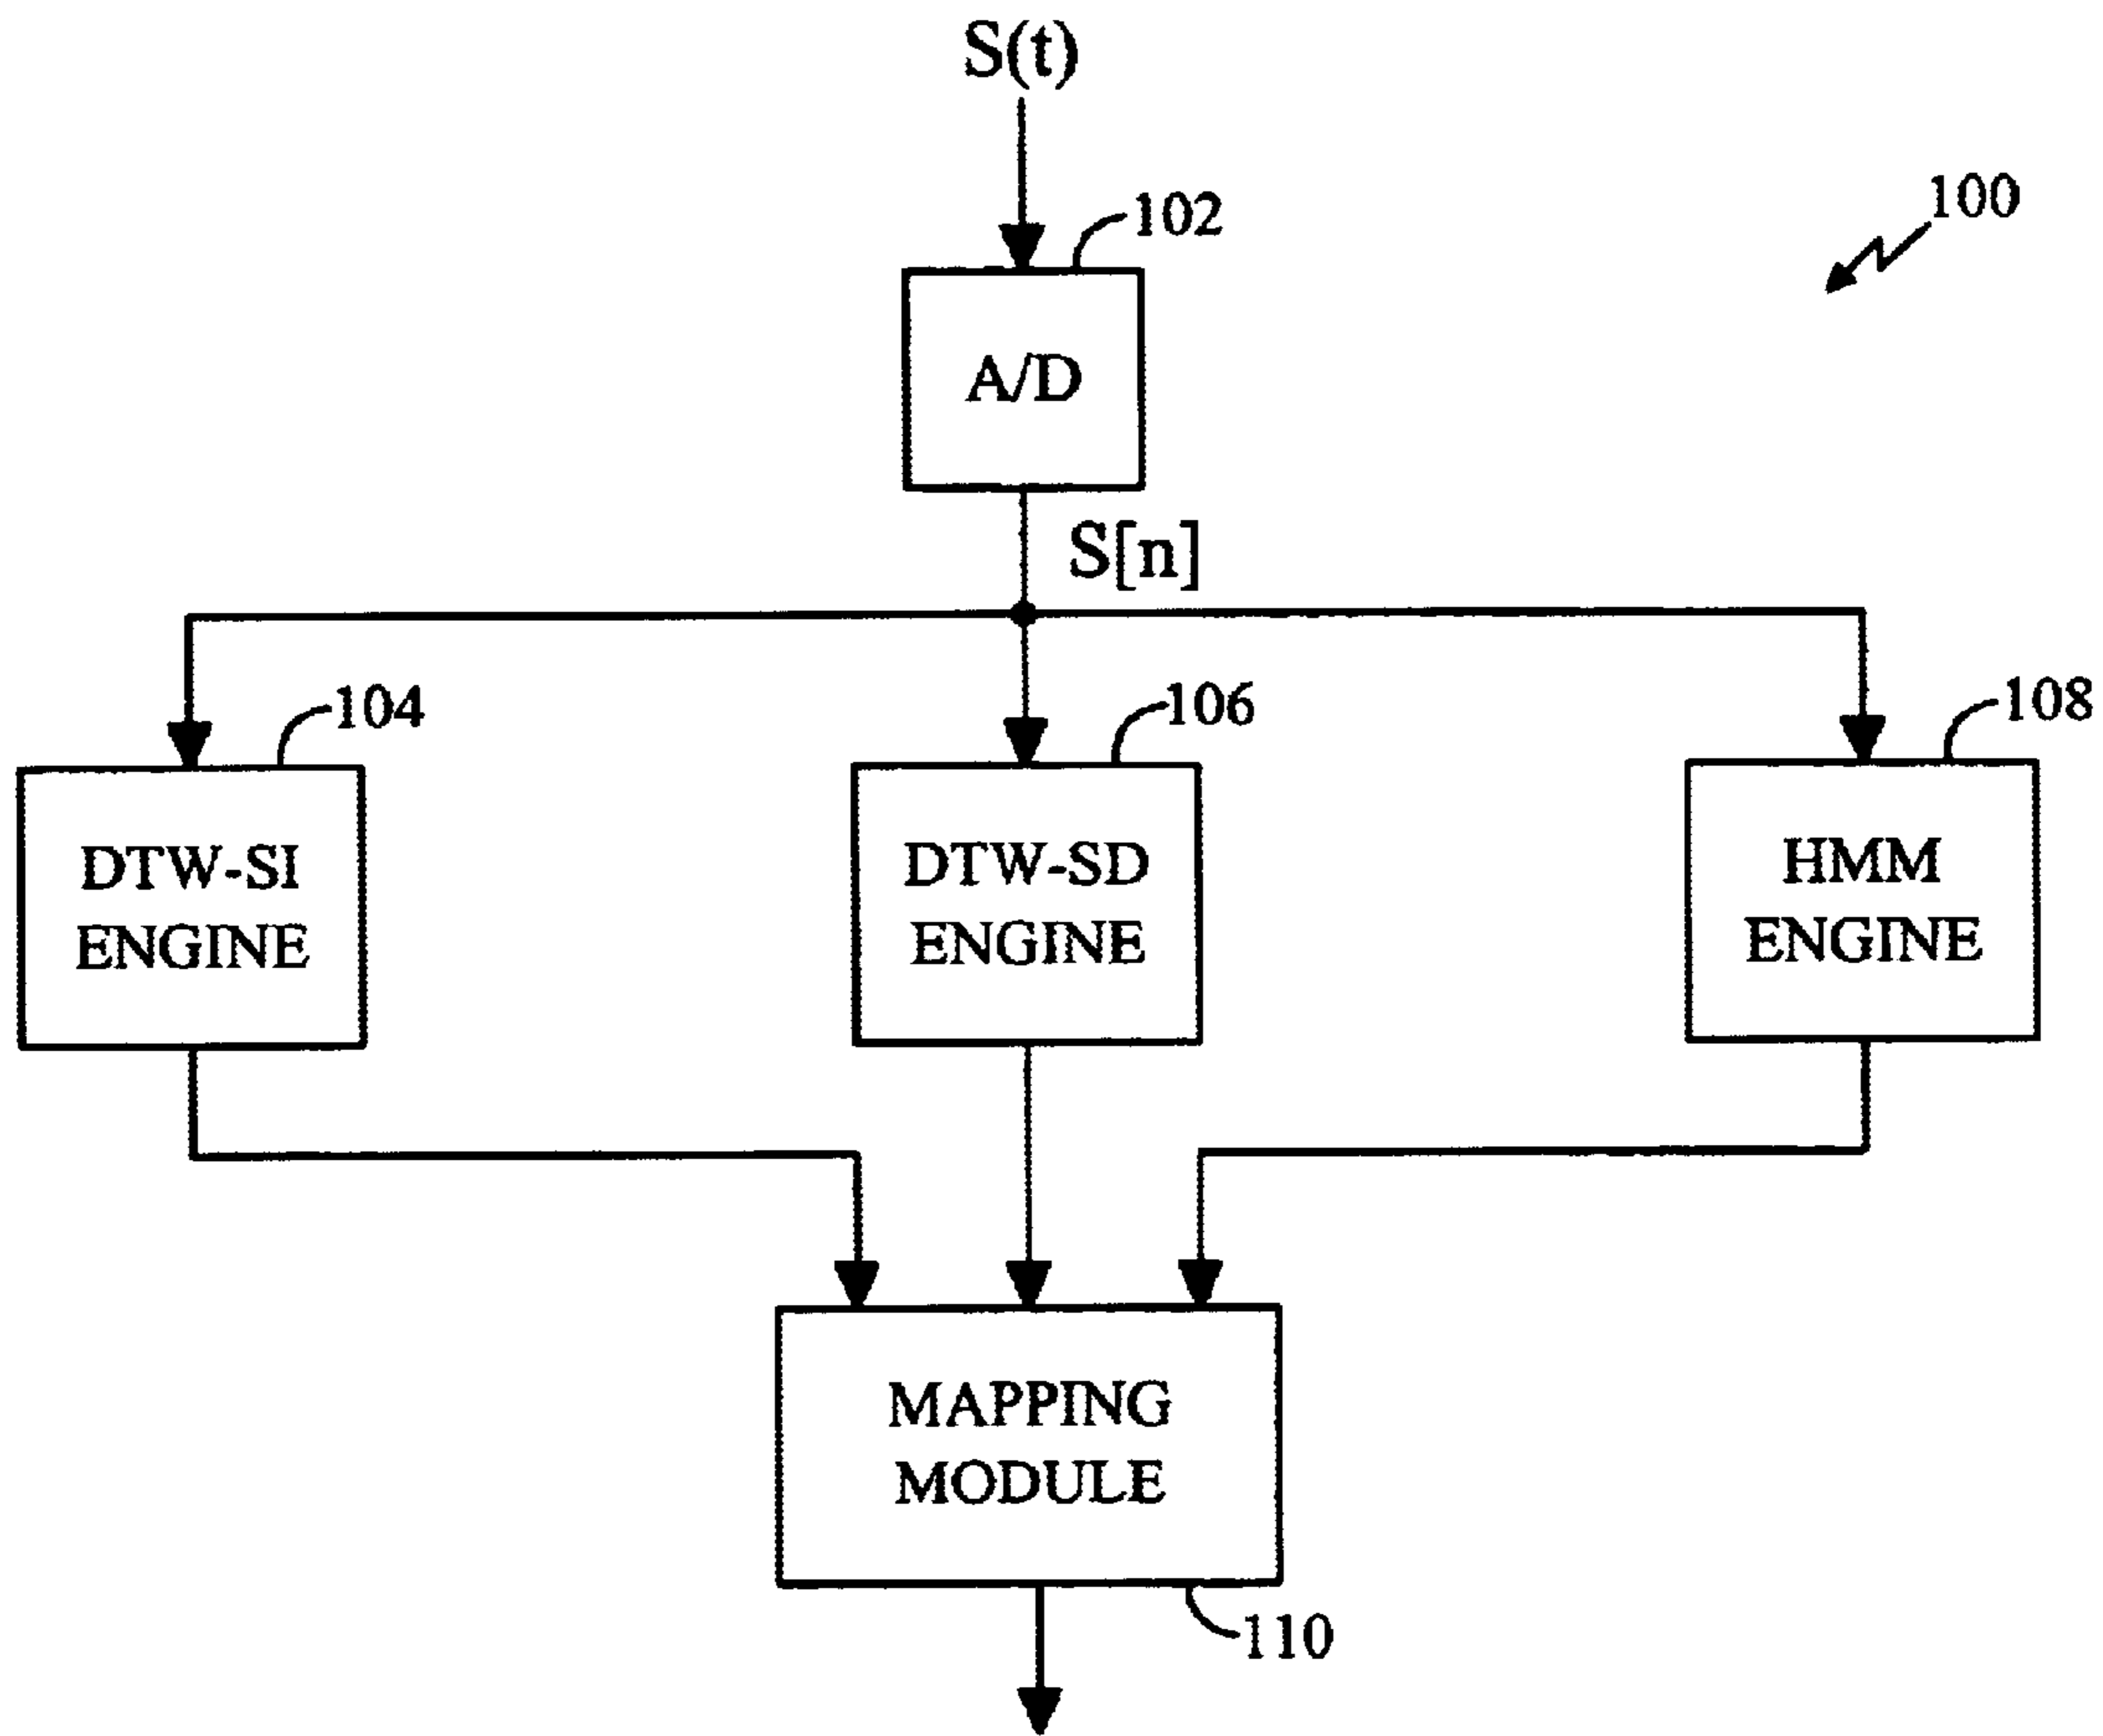 S(t)
102
100
A/D
S[n]
104
106
108
DTW-SI
ENGINE
DTW-SD
ENGINE
HMM
ENGINE
MAPPING
MODULE
110